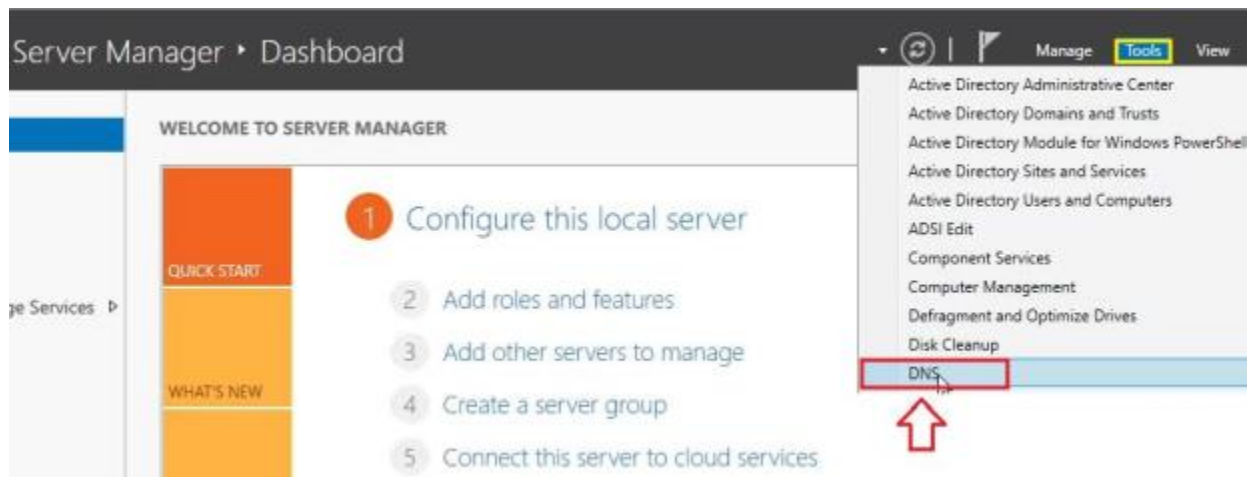 Server Manager ‣ Dashboard
Manage Tools View
WELCOME TO SERVER MANAGER
QUICK START
WHAT'S NEW
ge Services
1 Configure this local server
2 Add roles and features
3 Add other servers to manage
4 Create a server group
5 Connect this server to cloud services
Active Directory Administrative Center
Active Directory Domains and Trusts
Active Directory Module for Windows PowerShell
Active Directory Sites and Services
Active Directory Users and Computers
ADSI Edit
Component Services
Computer Management
Defragment and Optimize Drives
Disk Cleanup
DNS